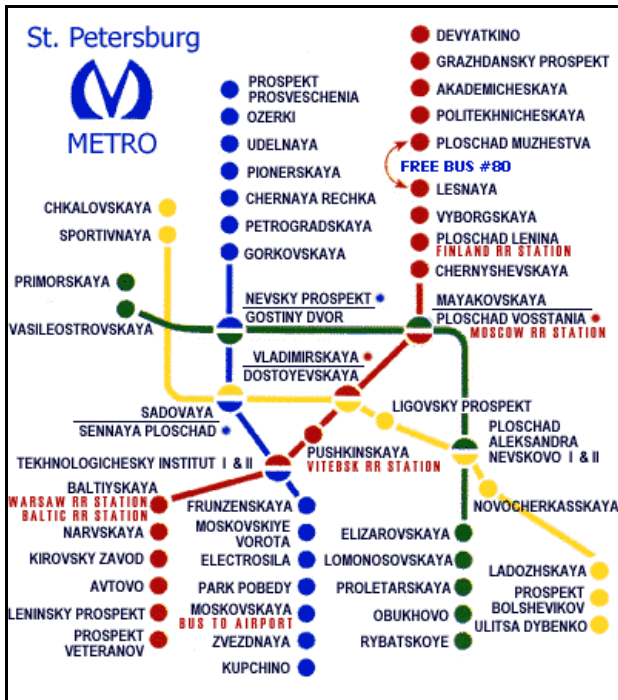 St. Petersburg
METRO
DEVYATKINO
GRAZHDANSKY PROSPEKT
AKADEMICHESKAYA
POLITEKHNICHESKAYA
PLOSCHAD MUZHESTVA
FREE BUS #80
LESNAYA
VYBORGSKAYA
PLOSCHAD LENINA
FINLAND RR STATION
CHERNYSHEVSKAYA
MAYAKOVSKAYA
PLOSCHAD VOSSTANIA
MOSCOW RR STATION
PROSPEKT
PROSVESCHENIA
OZERKI
UDELNAYA
PIONERSKAYA
CHERNAYA RECHKA
PETROGRADSKAYA
GORKOVSKAYA
NEVSKY PROSPEKT
GOSTINY DVOR
CHKALOVSKAYA
SPORTIVNAYA
PRIMORSKAYA
VASILEOSTROVSKAYA
VLADIMIRSKAYA
DOSTOYEVSKAYA
SADOVAYA
SENNAYA PLOSCHAD
LIGOVSKY PROSPEKT
PLOSCHAD
ALEKSANDRA
NEVSKOVO I & II
PUSHKINSKAYA
VITEBSK RR STATION
TEKHNOLOGICHESKY INSTITUT I & II
BALTIYSKAYA
WARSAW RR STATION
BALTIC RR STATION
NARVSKAYA
KIROVSKY ZAVOD
AVTOVO
LENINSKY PROSPEKT
PROSPEKT
VETERANOV
FRUNZENSKAYA
MOSKOVSKIYE
VOROTA
ELECTROSILA
PARK POBEDY
MOSKOVSKAYA
BUS TO AIRPORT
ZVEZDNAYA
KUPCHINO
NOVOCHERKASSKAYA
ELIZAROVSKAYA
LOMONOSOVSKAYA
PROLETARSKAYA
OBUKHOVO
RYBATSKOYE
LADOZHSKAYA
PROSPEKT
BOLSHEVIKOV
ULITSA DYBENKO